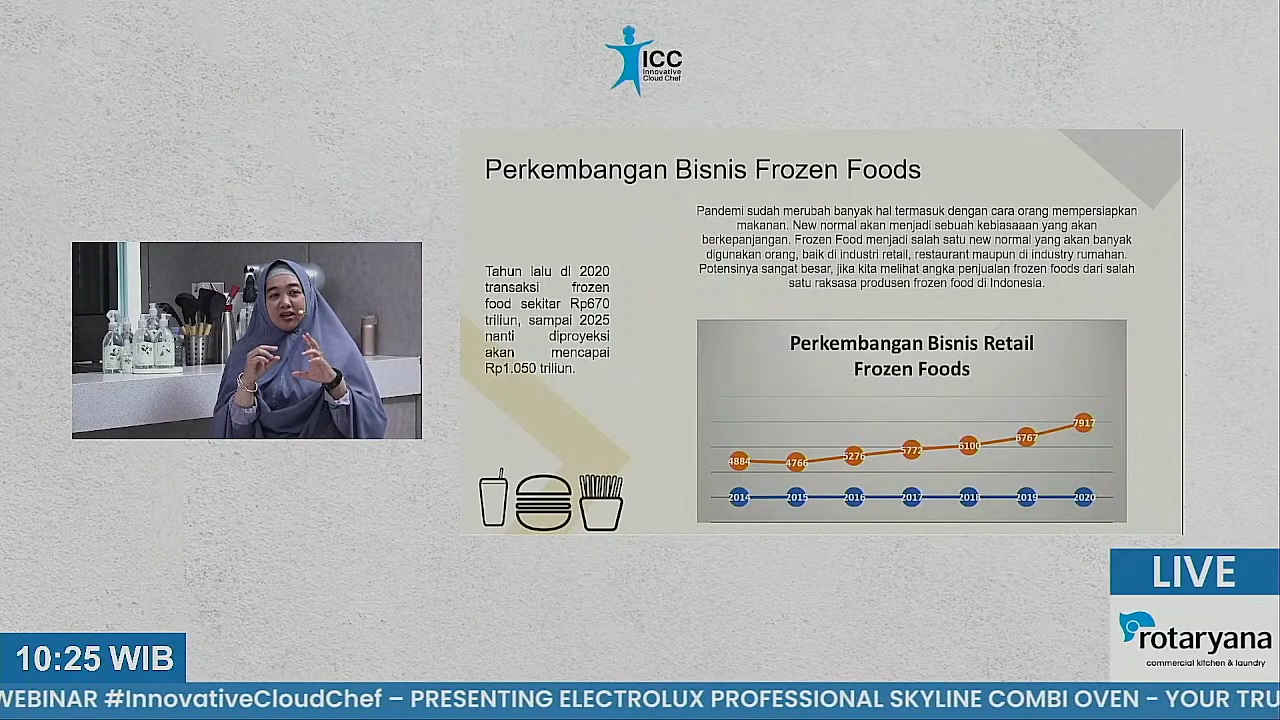 ICC
Innovative
Cloud Chef
Perkembangan Bisnis Frozen Foods
Pandemi sudah merubah banyak hal termasuk dengan cara orang mempersiapkan
makanan. New normal akan menjadi sebuah kebiasaaan yang akan
berkepanjangan. Frozen Food menjadi salah satu new normal yang akan banyak
digunakan orang, baik di industri retail, restaurant maupun di industry rumahan.
Potensinya sangat besar, jika kita melihat angka penjualan frozen foods dari salah
satu raksasa produsen frozen food di Indonesia.
Tahun lalu di 2020
transaksi frozen
food sekitar Rp670
triliun, sampai 2025
nanti diproyeksi
akan mencapai
Rp1.050 triliun.
Perkembangan Bisnis Retail
Frozen Foods
4884 4766 5276 5772 6100 6767 7917
2014 2015 2016 2017 2018 2019 2020
LIVE
rotaryana
commercial kitchen & laundry
10:25 WIB
WEBINAR #InnovativeCloudChef – PRESENTING ELECTROLUX PROFESSIONAL SKYLINE COMBI OVEN - YOUR TRU